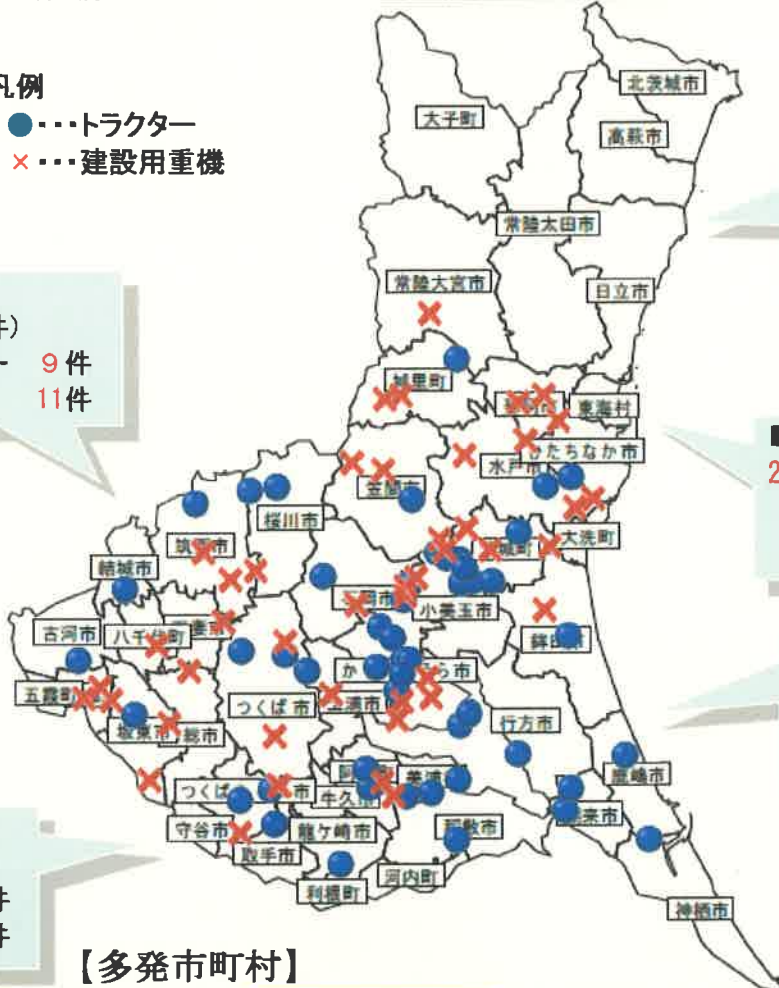 凡例
●･･･トラクター
×･･･建設用重機
北茨城市
大子町
高萩市
常陸太田市
常陸大宮市
日立市
件）
9件
11件
城里町
東海村
ひたちなか市
水戸市
2
笠間市
桜川市
大洗町
結城市
小美玉市
古河市
八千代町
五霞町
つくば市
行方市
坂東市
総市
鹿嶋市
つくば
市
牛久
美浦
守谷市
龍ケ崎市
稲敷市
取手市
河内町
利根町
神栖市
件
件
【多発市町村】